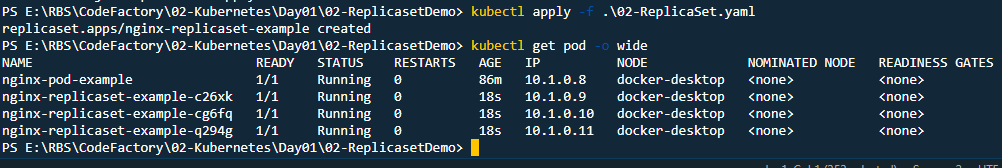 PS E:\RBS\CodeFactory\02-Kubernetes\Day01\02-ReplicasetDemo> kubectl apply -f .\02-ReplicaSet.yaml
replicaset.apps/nginx-replicaset-example created
PS E:\RBS\CodeFactory\02-Kubernetes\Day01\02-ReplicasetDemo> kubectl get pod -o wide
NAME READY STATUS RESTARTS AGE IP NODE NOMINATED NODE READINESS GATES
nginx-pod-example 1/1 Running 0 86m 10.1.0.8 docker-desktop <none> <none>
nginx-replicaset-example-c26xk 1/1 Running 0 18s 10.1.0.9 docker-desktop <none> <none>
nginx-replicaset-example-cg6fq 1/1 Running 0 18s 10.1.0.10 docker-desktop <none> <none>
nginx-replicaset-example-q294g 1/1 Running 0 18s 10.1.0.11 docker-desktop <none> <none>
PS E:\RBS\CodeFactory\02-Kubernetes\Day01\02-ReplicasetDemo>